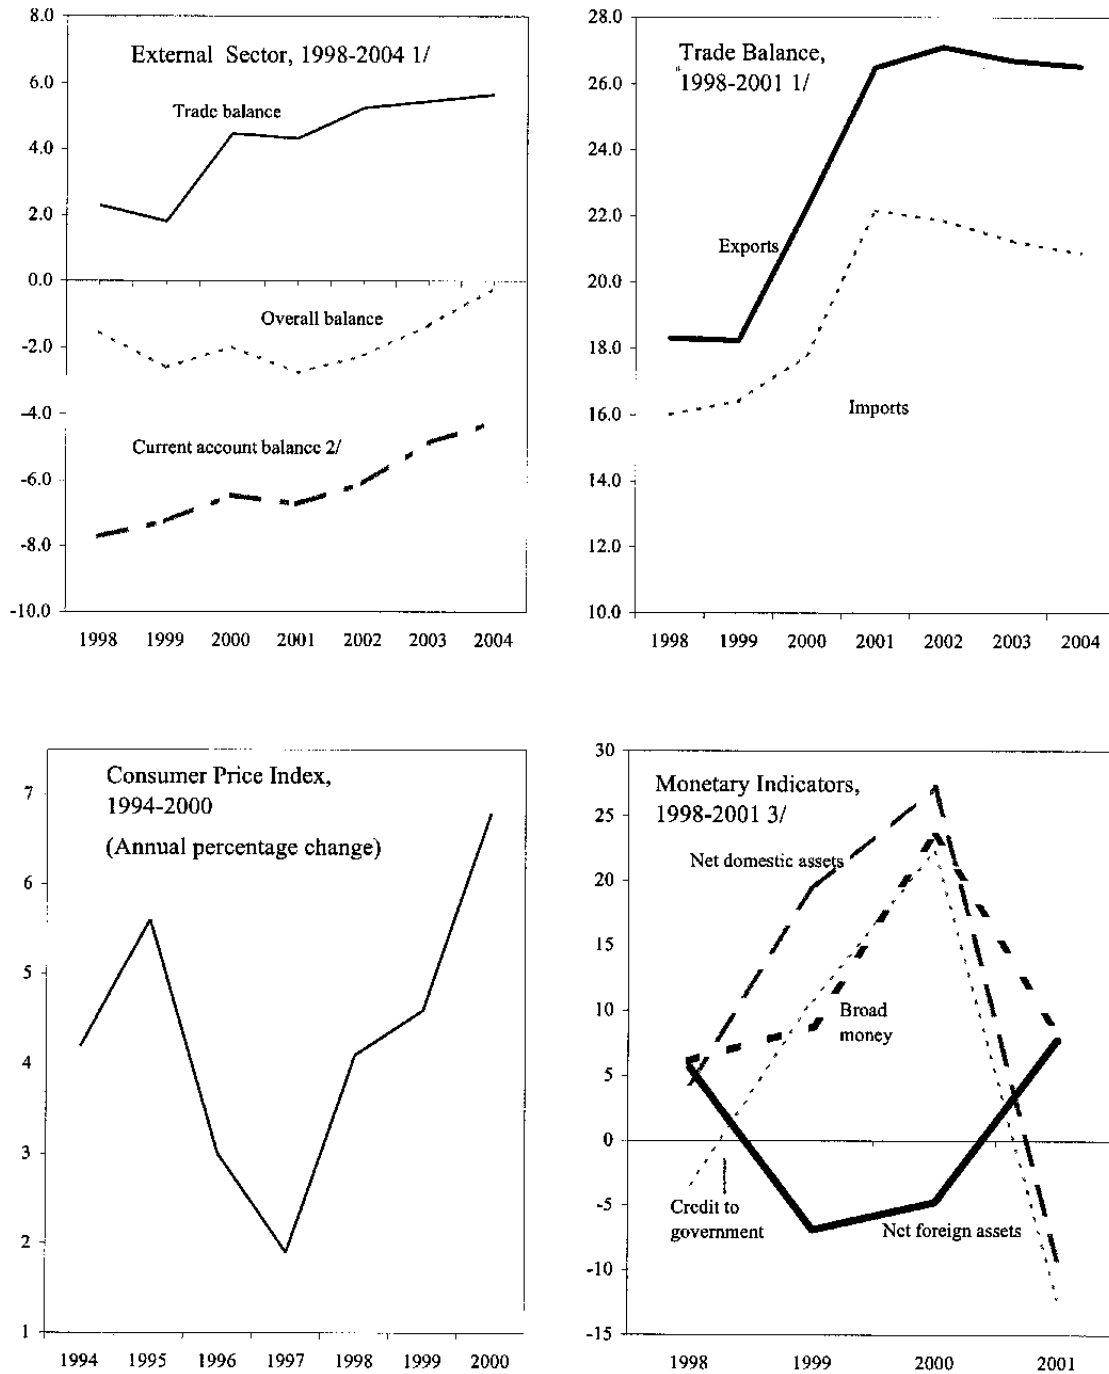 8.0
6.0
4.0
2.0
0.0
-2.0
-4.0
-6.0
-8.0
-10.0
External Sector, 1998-2004 1/
Trade balance
Overall balance
Current account balance 2/
1998 1999 2000 2001 2002 2003 2004
28.0
26.0
24.0
22.0
20.0
18.0
16.0
14.0
12.0
10.0
Trade Balance,
1998-2001 1/
Exports
Imports
1998 1999 2000 2001 2002 2003 2004
7
6
5
4
3
2
1
Consumer Price Index,
1994-2000
(Annual percentage change)
1994 1995 1996 1997 1998 1999 2000
30
25
20
15
10
5
0
-5
-10
-15
Monetary Indicators,
1998-2001 3/
Net domestic assets
Broad
money
Credit to
government
Net foreign assets
1998 1999 2000 2001